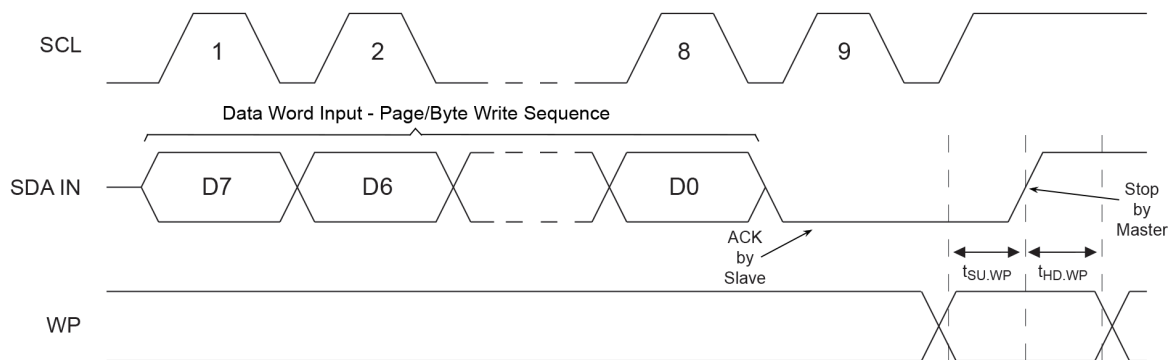 SCL
1
2
8
9
Data Word Input - Page/Byte Write Sequence
SDA IN
D7
D6
D0
ACK
by
Slave
Stop
by
Master
tSU.WP
tHD.WP
WP